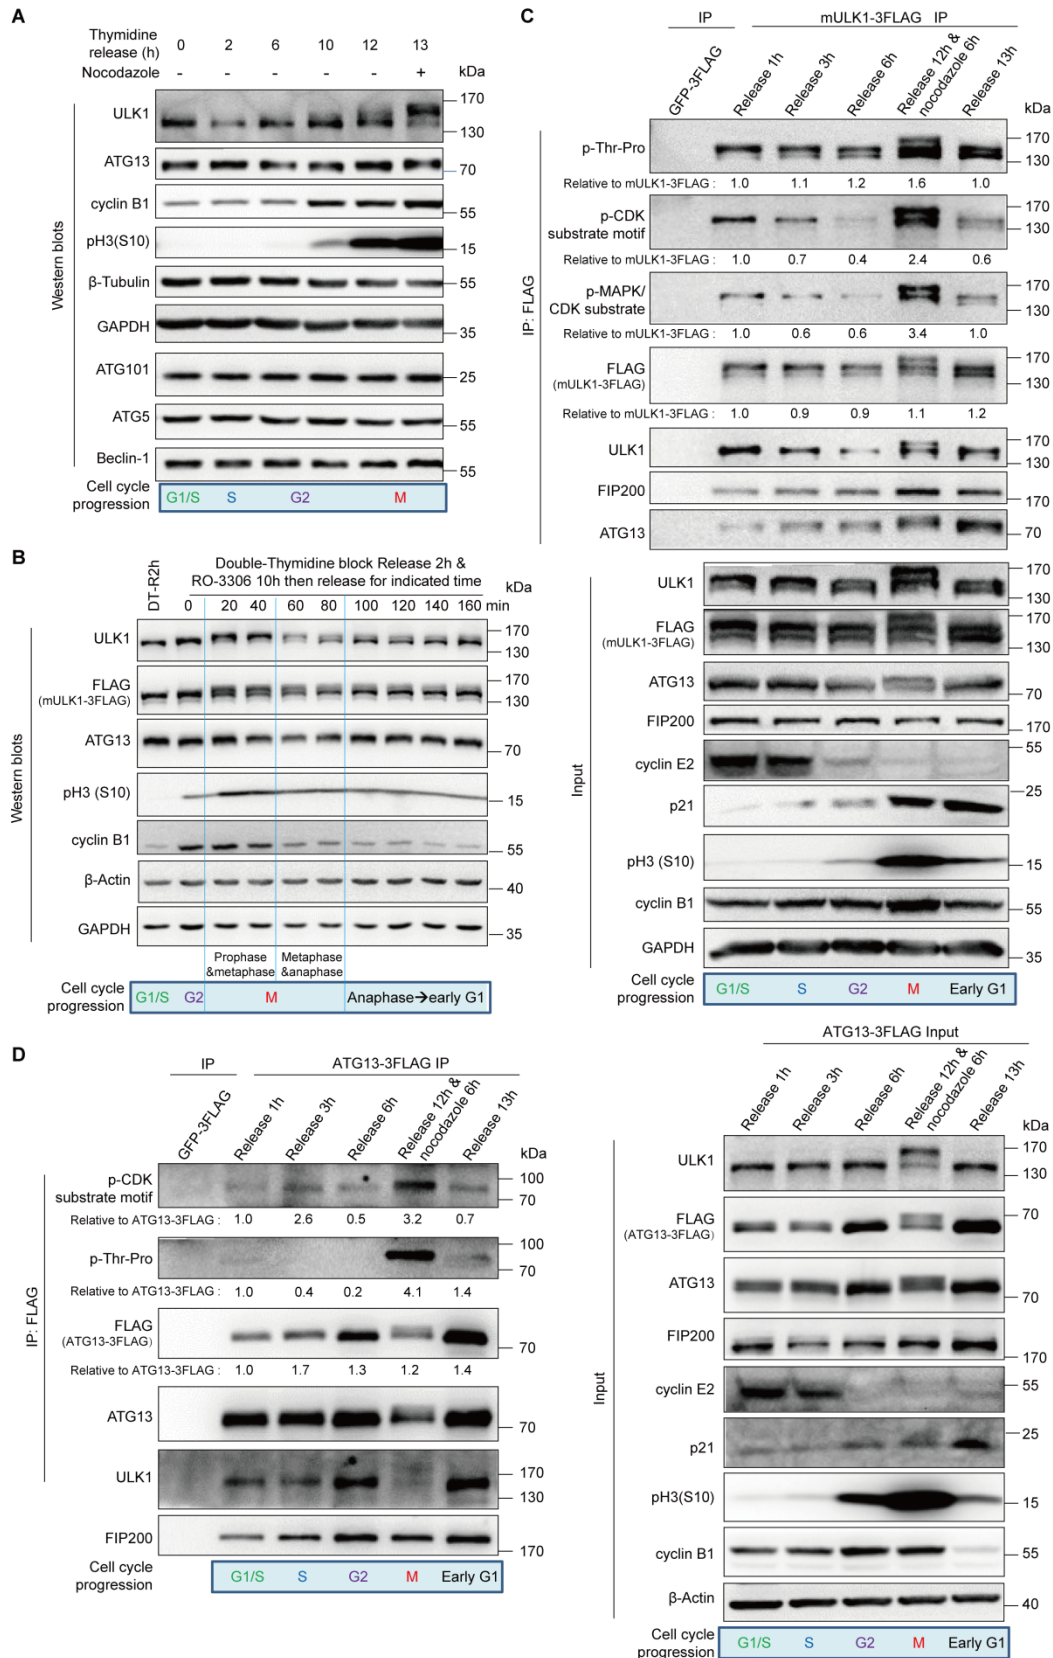 A
Thymidine release (h) 0 2 6 10 12 13
Nocodazole - - - - - + kDa
Western blots
ULK1 170 130
ATG13 70
cyclin B1 55
pH3(S10) 15
β-Tubulin 55
GAPDH 35
ATG101 25
ATG5 55
Beclin-1 55
Cell cycle progression G1/S S G2 M
B
DT-R2h
Double-Thymidine block Release 2h &
RO-3306 10h then release for indicated time
kDa
0 20 40 60 80 100 120 140 160 min
Western blots
ULK1 170 130
FLAG (mULK1-3FLAG) 170 130
ATG13 70
pH3 (S10) 15
cyclin B1 55
β-Actin 40
GAPDH 35
Prophase &metaphase
Metaphase &anaphase
Cell cycle progression G1/S G2 M Anaphase→early G1
C
IP mULK1-3FLAG IP
GFP-3FLAG
Release 1h
Release 3h
Release 6h
Release 12h & nocodazole 6h
Release 13h
kDa
IP: FLAG
p-Thr-Pro 170 130
Relative to mULK1-3FLAG : 1.0 1.1 1.2 1.6 1.0
p-CDK substrate motif 170 130
Relative to mULK1-3FLAG : 1.0 0.7 0.4 2.4 0.6
p-MAPK/ CDK substrate 170 130
Relative to mULK1-3FLAG : 1.0 0.6 0.6 3.4 1.0
FLAG (mULK1-3FLAG) 170 130
Relative to mULK1-3FLAG : 1.0 0.9 0.9 1.1 1.2
ULK1 170 130
FIP200 170
ATG13 70
Input
ULK1 170 130
FLAG (mULK1-3FLAG) 170 130
ATG13 70
FIP200 170
cyclin E2 55
p21 25
pH3 (S10) 15
cyclin B1 55
GAPDH 35
Cell cycle progression G1/S S G2 M Early G1
D
IP ATG13-3FLAG IP
GFP-3FLAG
Release 1h
Release 3h
Release 6h
Release 12h & nocodazole 6h
Release 13h
kDa
IP: FLAG
p-CDK substrate motif 100 70
Relative to ATG13-3FLAG : 1.0 2.6 0.5 3.2 0.7
p-Thr-Pro 100 70
Relative to ATG13-3FLAG : 1.0 0.4 0.2 4.1 1.4
FLAG (ATG13-3FLAG) 70
Relative to ATG13-3FLAG : 1.0 1.7 1.3 1.2 1.4
ATG13 70
ULK1 170 130
FIP200 170
Cell cycle progression G1/S S G2 M Early G1
ATG13-3FLAG Input
Release 1h
Release 3h
Release 6h
Release 12h & nocodazole 6h
Release 13h
kDa
Input
ULK1 170 130
FLAG (ATG13-3FLAG) 70
ATG13 70
FIP200 170
cyclin E2 55
p21 25
pH3(S10) 15
cyclin B1 55
β-Actin 40
Cell cycle progression G1/S S G2 M Early G1